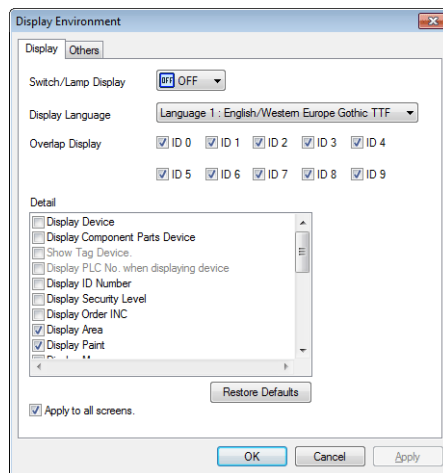 Display Environment
Display Others
Switch/Lamp Display OFF OFF
Display Language Language 1 : English/Western Europe Gothic TTF
Overlap Display ID 0 ID 1 ID 2 ID 3 ID 4
ID 5 ID 6 ID 7 ID 8 ID 9
Detail
Display Device
Display Component Parts Device
Show Tag Device.
Display PLC No. when displaying device
Display ID Number
Display Security Level
Display Order INC
Display Area
Display Paint
Restore Defaults
Apply to all screens.
OK Cancel Apply